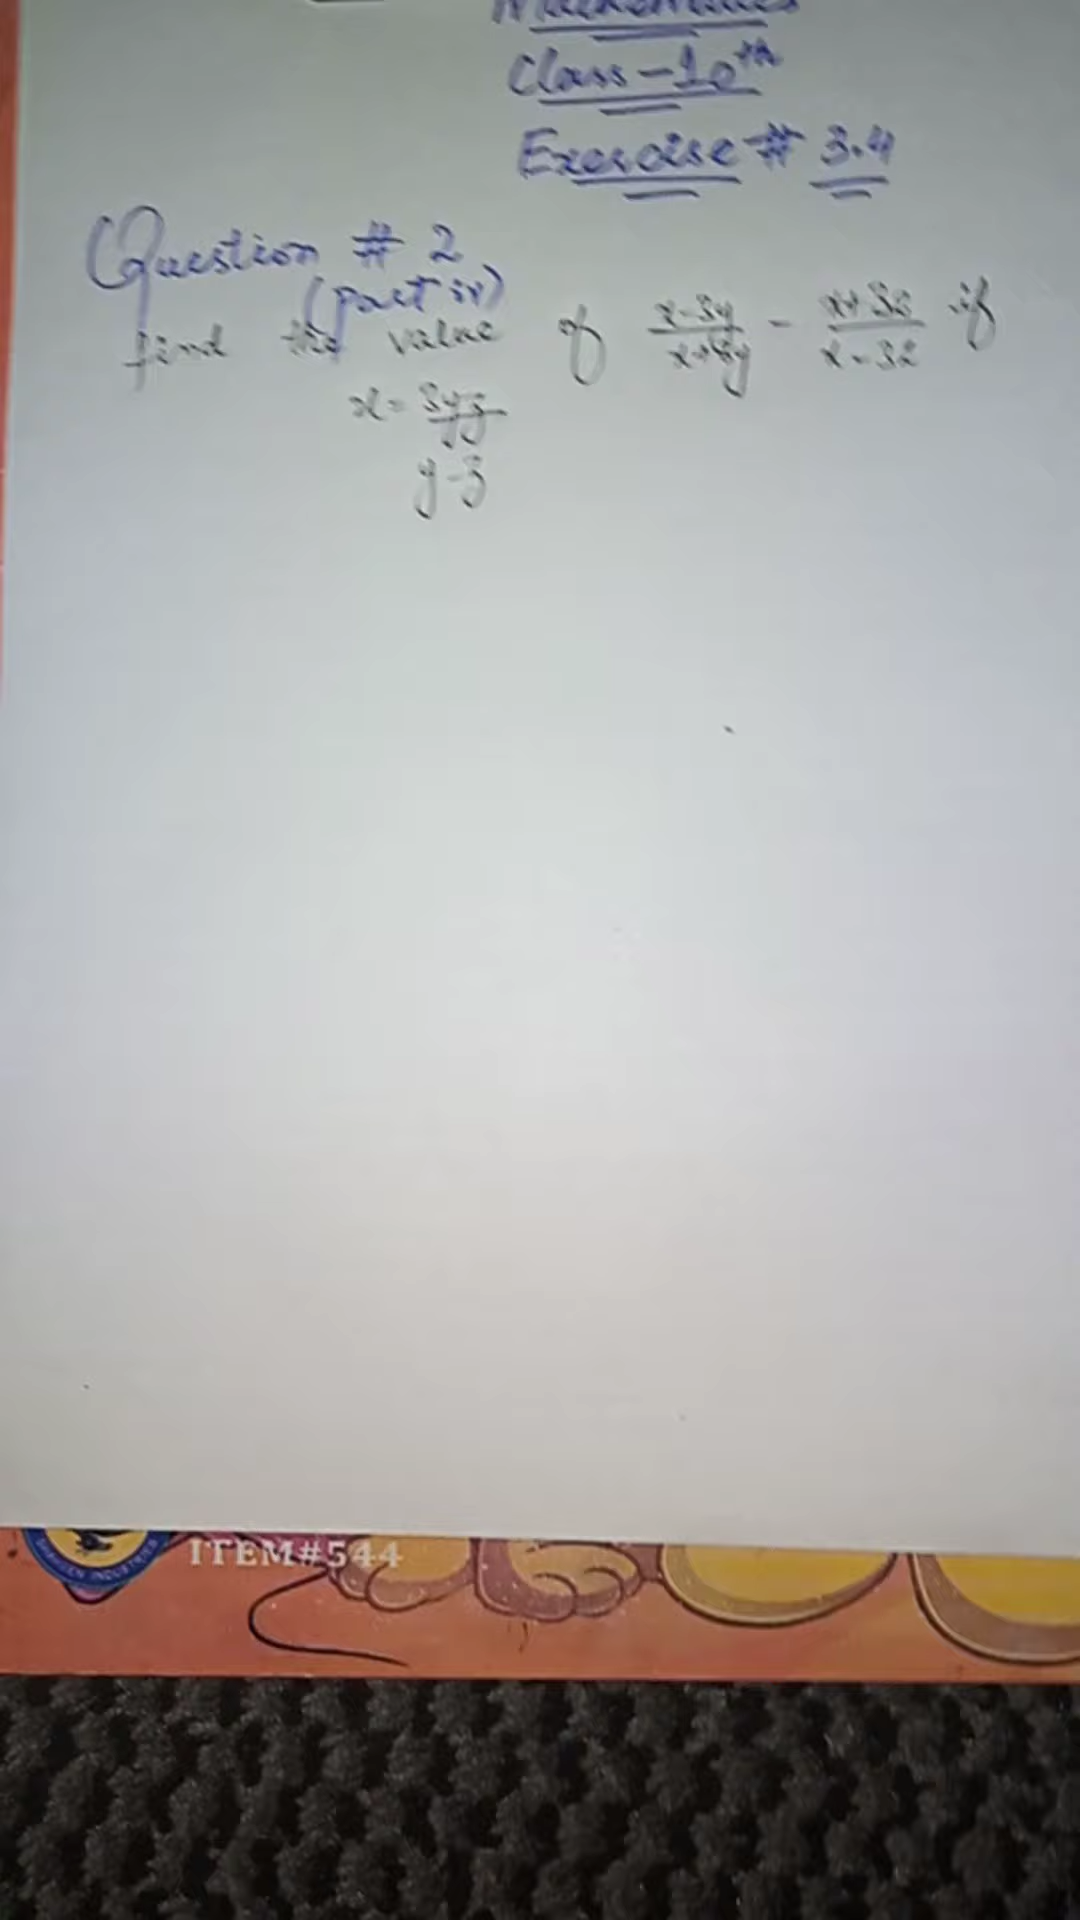 Mathematics
Class - 10th
Exercise # 3.4
Question # 2
(part iv)
find the value of x-3y/x+3y - x+3z/x-3z if
x = 3yz
y-z
ITEM#544